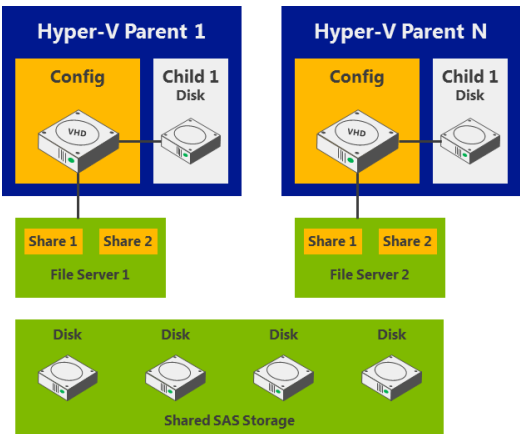 Hyper-V Parent 1
Config
VHD
Child 1
Disk
Share 1
Share 2
File Server 1
Hyper-V Parent N
Config
VHD
Child 1
Disk
Share 1
Share 2
File Server 2
Disk
Disk
Disk
Disk
Shared SAS Storage